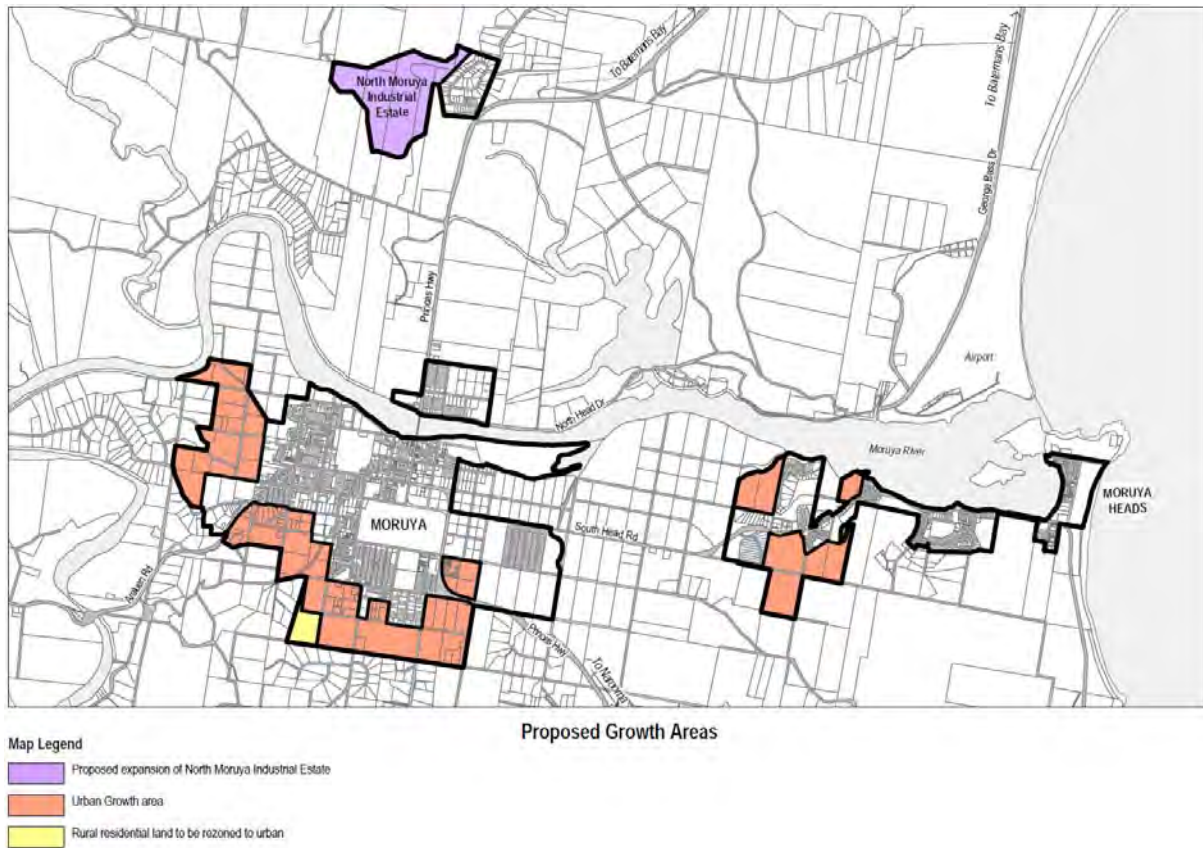 To Batemans Bay
To Batemans Bay
North Moruya
Industrial
Estate
George Bass Dr
Princes Hwy
Airport
North Head Dr
Moruya River
MORUYA
HEADS
MORUYA
South Head Rd
Araluen Rd
Princes Hwy
To Narooma
Proposed Growth Areas
Map Legend
Proposed expansion of North Moruya Industrial Estate
Urban Growth area
Rural residential land to be rezoned to urban